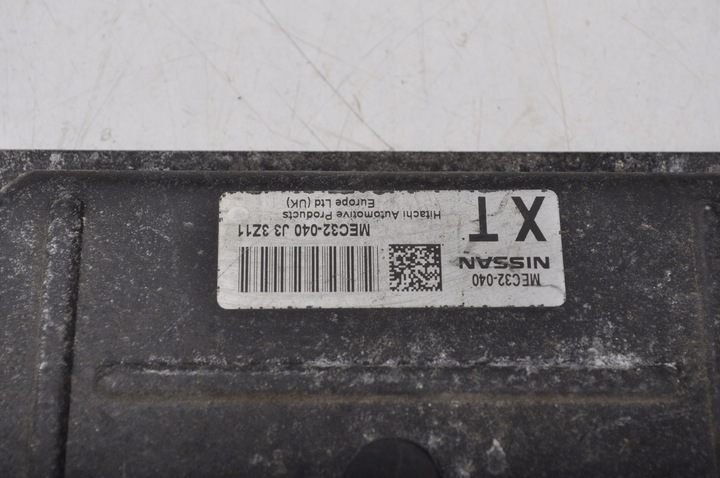 MEC32-040
NISSAN
XT
MEC32-040 J3 3Z11
Hitachi Automotive Products
Europe Ltd (UK)